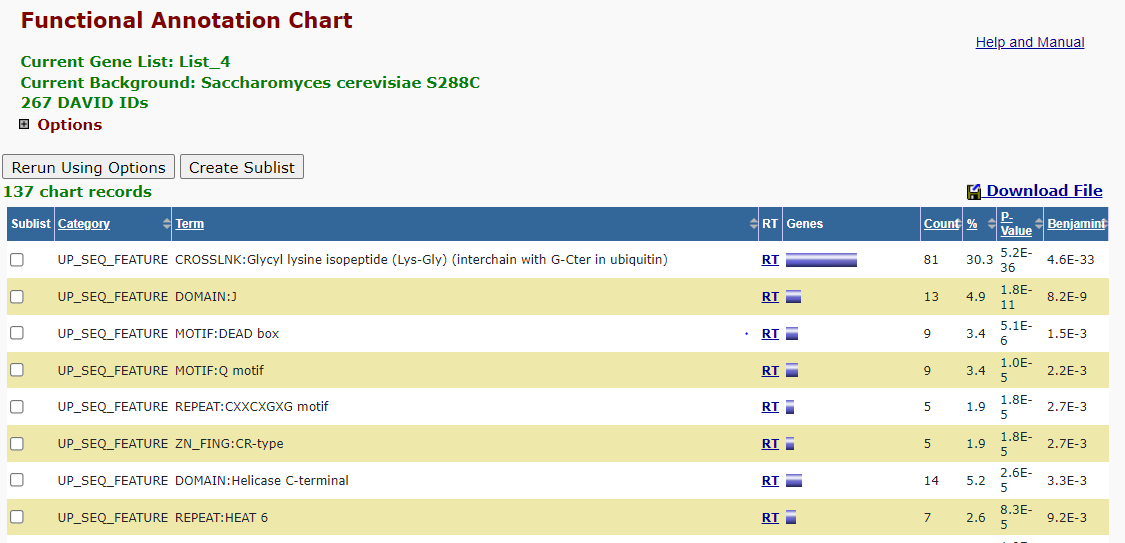 Functional Annotation Chart
Help and Manual
Current Gene List: List_4
Current Background: Saccharomyces cerevisiae S288C
267 DAVID IDs
Options
Rerun Using Options Create Sublist
137 chart records Download File
Sublist Category Term RT Genes Count % P-Value Benjamini
UP_SEQ_FEATURE CROSSLNK:Glycyl lysine isopeptide (Lys-Gly) (interchain with G-Cter in ubiquitin) RT 81 30.3 5.2E-36 4.6E-33
UP_SEQ_FEATURE DOMAIN:J RT 13 4.9 1.8E-11 8.2E-9
UP_SEQ_FEATURE MOTIF:DEAD box RT 9 3.4 5.1E-6 1.5E-3
UP_SEQ_FEATURE MOTIF:Q motif RT 9 3.4 1.0E-5 2.2E-3
UP_SEQ_FEATURE REPEAT:CXXCXGXG motif RT 5 1.9 1.8E-5 2.7E-3
UP_SEQ_FEATURE ZN_FING:CR-type RT 5 1.9 1.8E-5 2.7E-3
UP_SEQ_FEATURE DOMAIN:Helicase C-terminal RT 14 5.2 2.6E-5 3.3E-3
UP_SEQ_FEATURE REPEAT:HEAT 6 RT 7 2.6 8.3E-5 9.2E-3